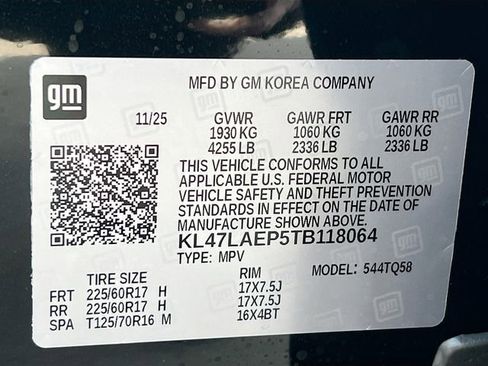 gm
MFD BY GM KOREA COMPANY
11/25 GVWR GAWR FRT GAWR RR
1930 KG 1060 KG 1060 KG
4255 LB 2336 LB 2336 LB
THIS VEHICLE CONFORMS TO ALL
APPLICABLE U.S. FEDERAL MOTOR
VEHICLE SAFETY AND THEFT PREVENTION
STANDARDS IN EFFECT ON THE DATE OF
MANUFACTURE SHOWN ABOVE.
KL47LAEP5TB118064
TYPE: MPV MODEL: 544TQ58
TIRE SIZE RIM
FRT 225/60R17 H 17X7.5J
RR 225/60R17 H 17X7.5J
SPA T125/70R16 M 16X4BT